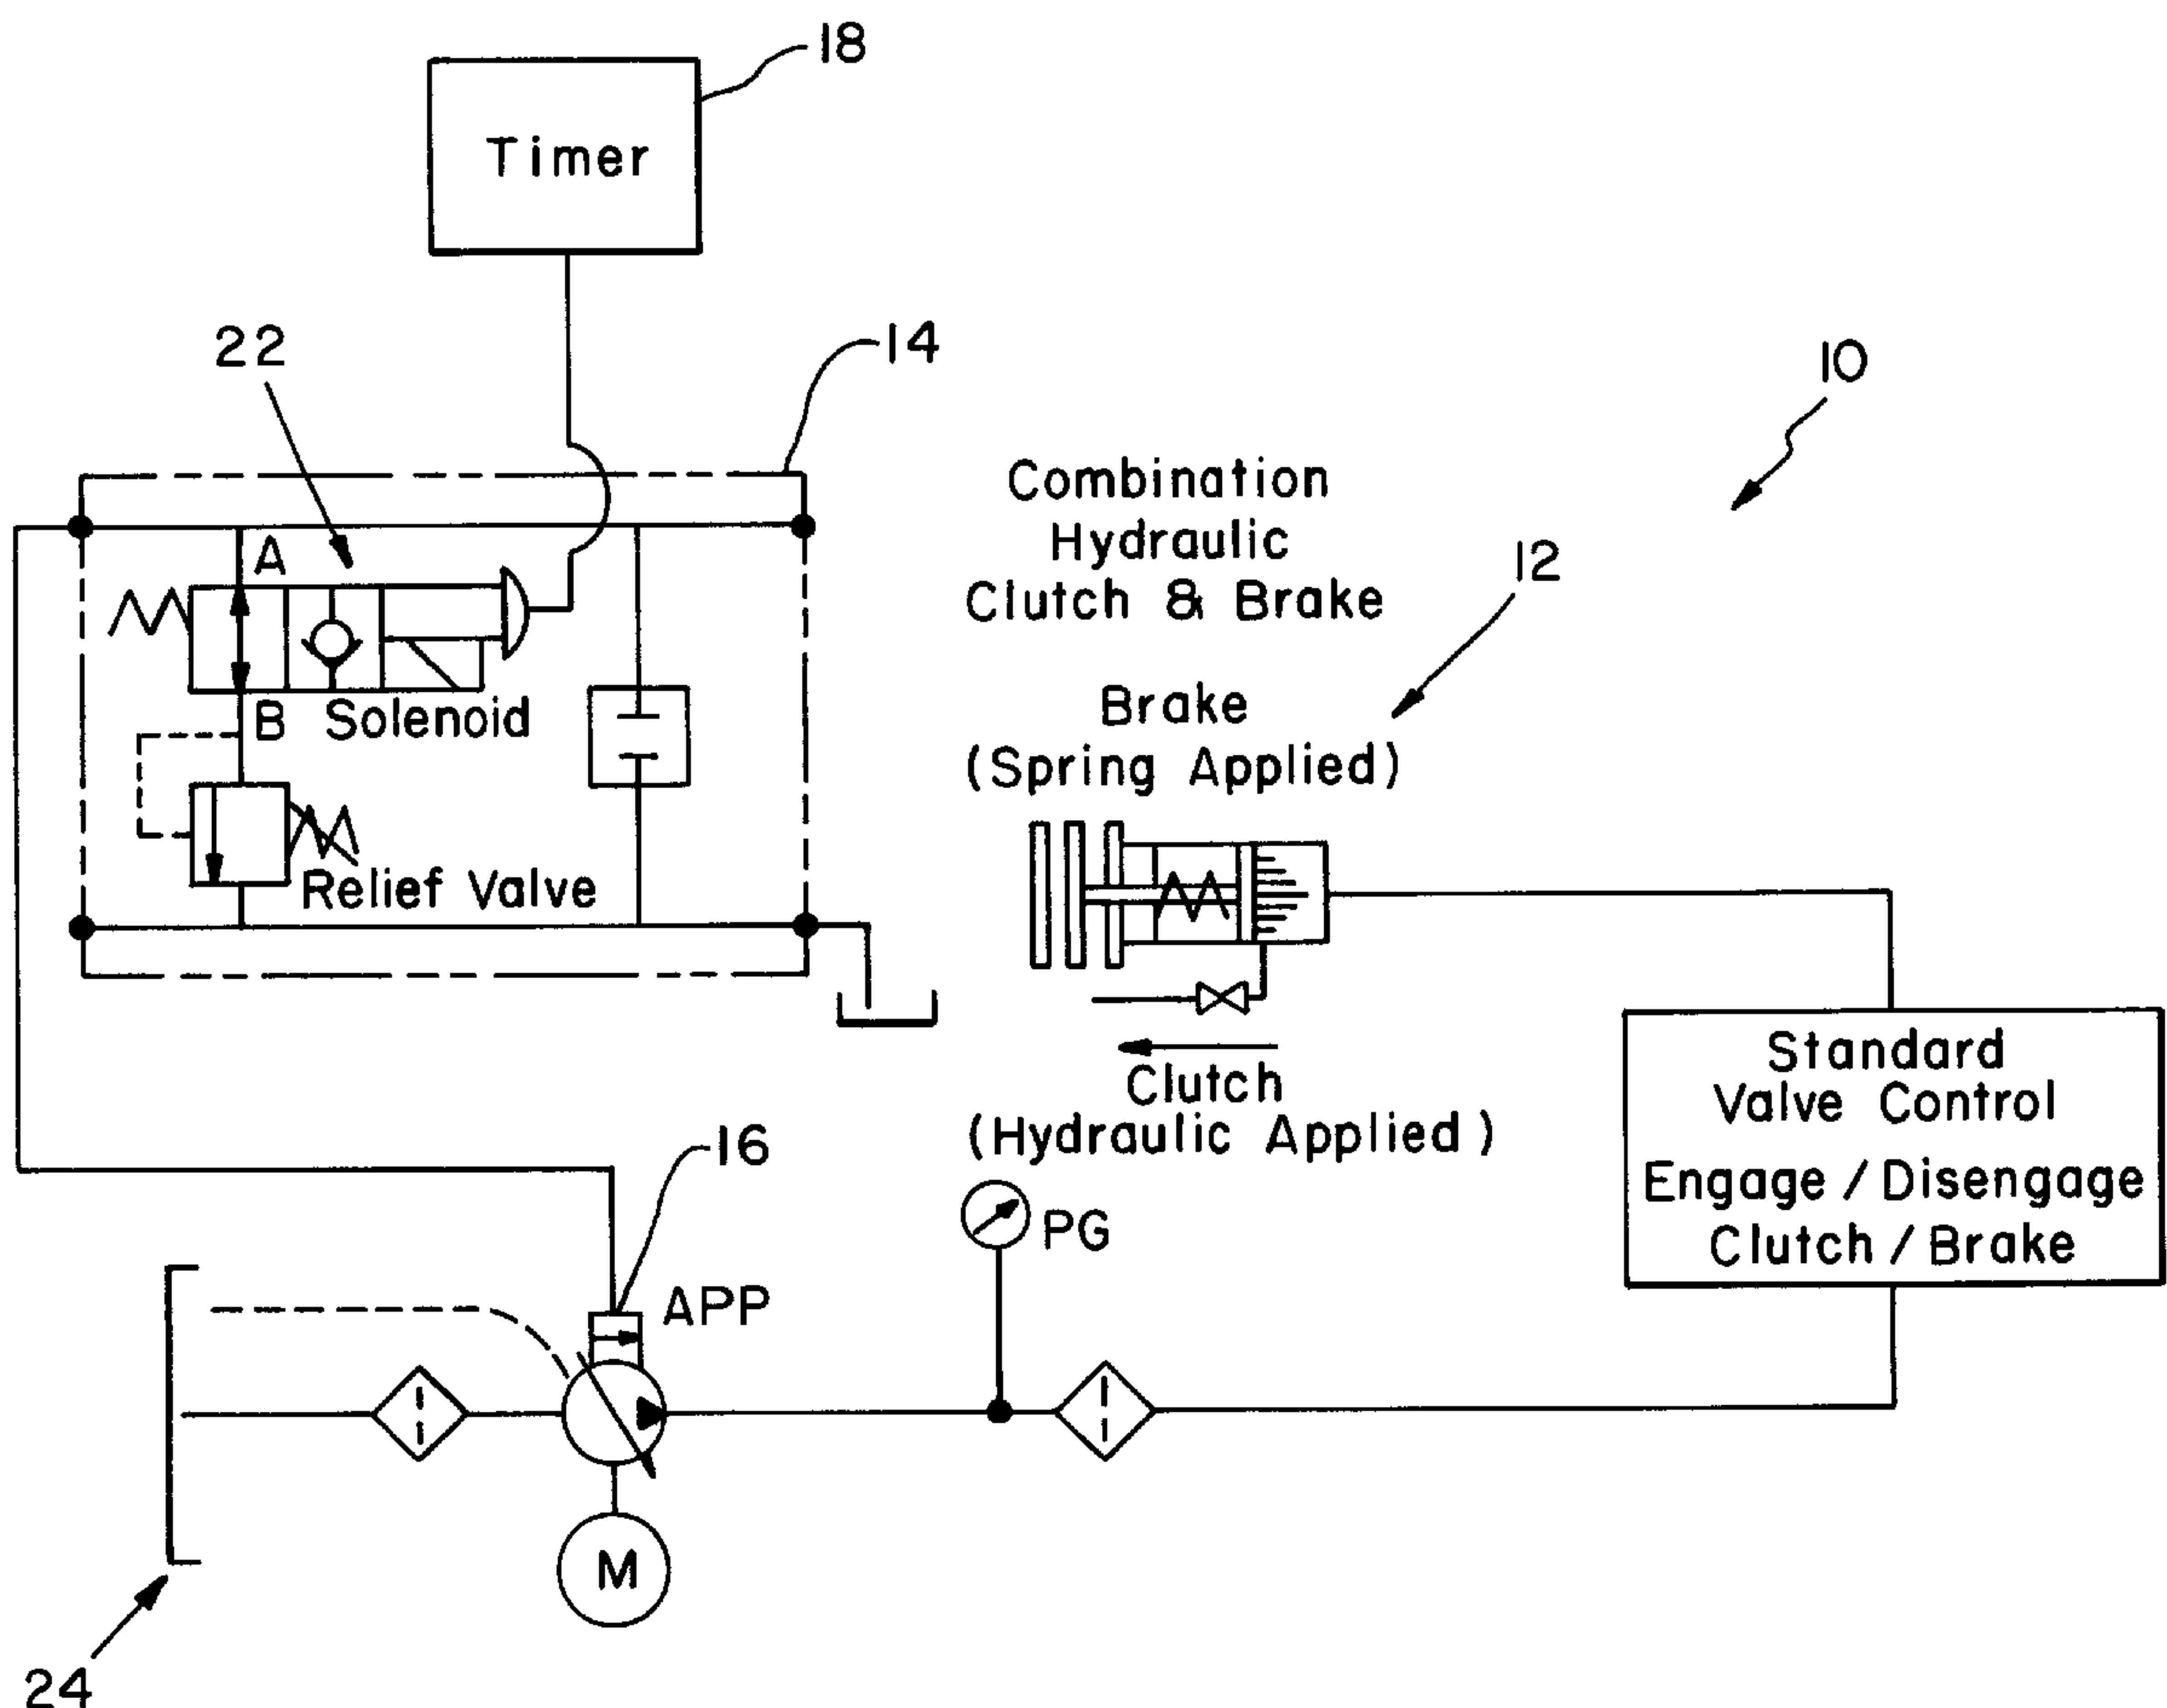 18
Timer
22
14
10
Combination
Hydraulic
Clutch & Brake
12
A
B
Solenoid
Brake
(Spring Applied)
Relief Valve
Clutch
(Hydraulic Applied)
Standard
Valve Control
Engage / Disengage
Clutch / Brake
16
PG
APP
M
24